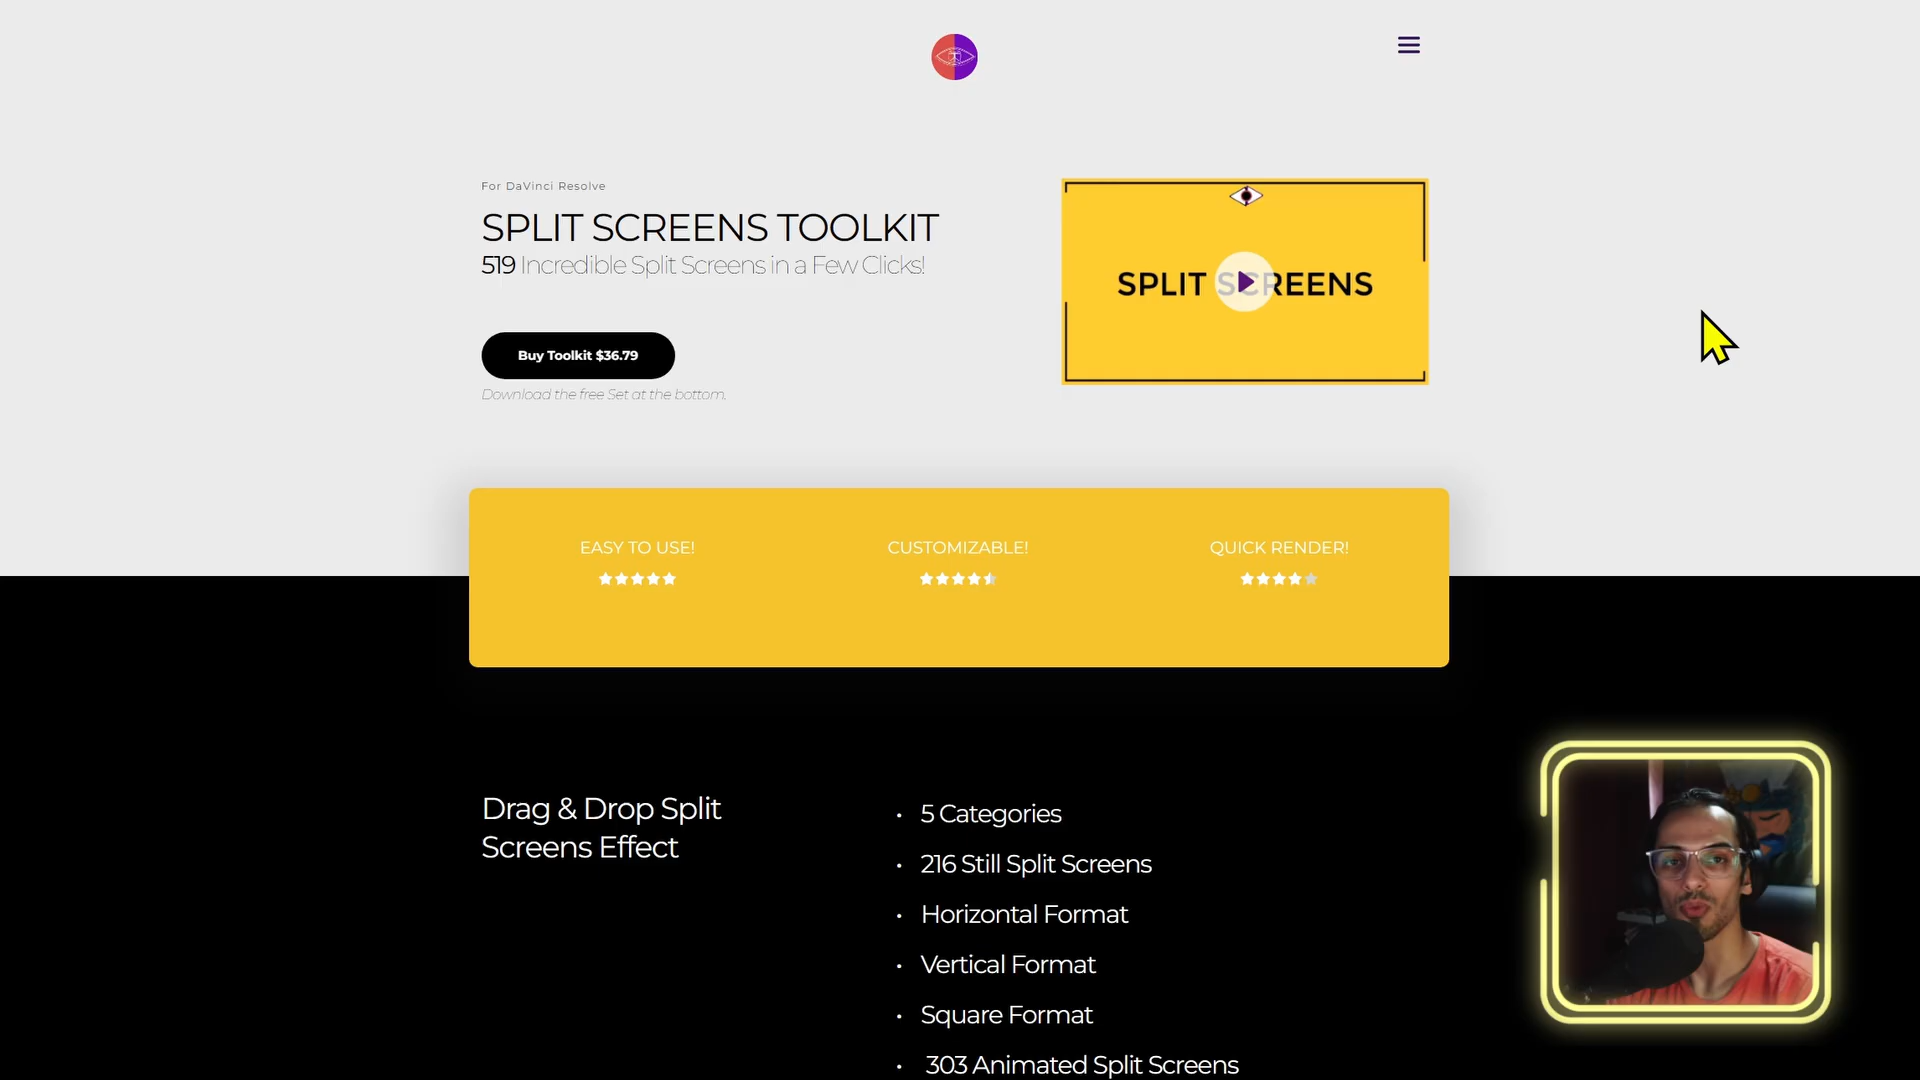 For DaVinci Resolve
SPLIT SCREENS TOOLKIT
519 Incredible Split Screens in a Few Clicks!
Buy Toolkit $36.79
Download the free Set at the bottom.
SPLIT SCREENS
EASY TO USE!
CUSTOMIZABLE!
QUICK RENDER!
Drag & Drop Split
Screens Effect
• 5 Categories
• 216 Still Split Screens
• Horizontal Format
• Vertical Format
• Square Format
• 303 Animated Split Screens